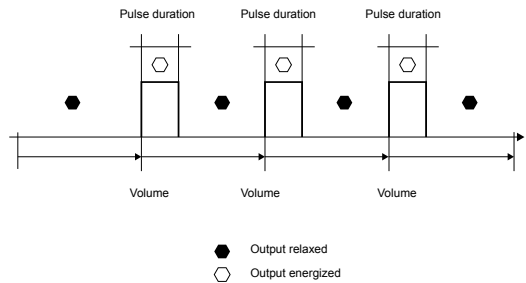 Pulse duration Pulse duration Pulse duration
Volume Volume Volume
Output relaxed
Output energized